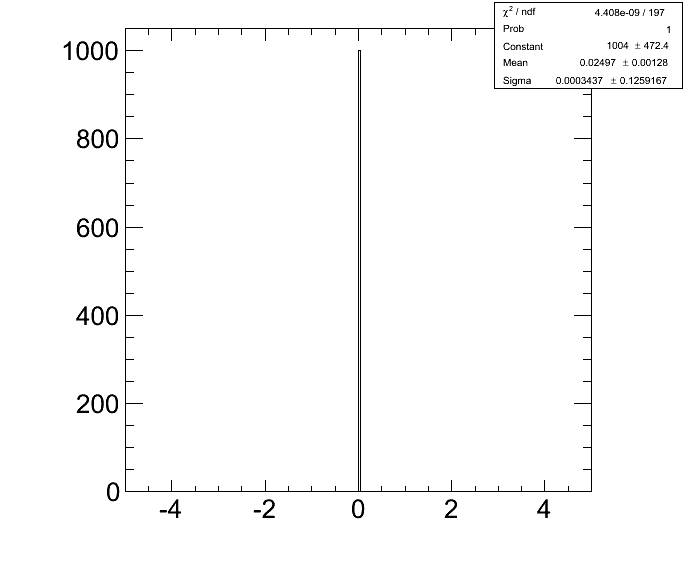 χ² / ndf 4.408e-09 / 197
Prob 1
Constant 1004 ± 472.4
Mean 0.02497 ± 0.00128
Sigma 0.0003437 ± 0.1259167
1000
800
600
400
200
0
-4 -2 0 2 4